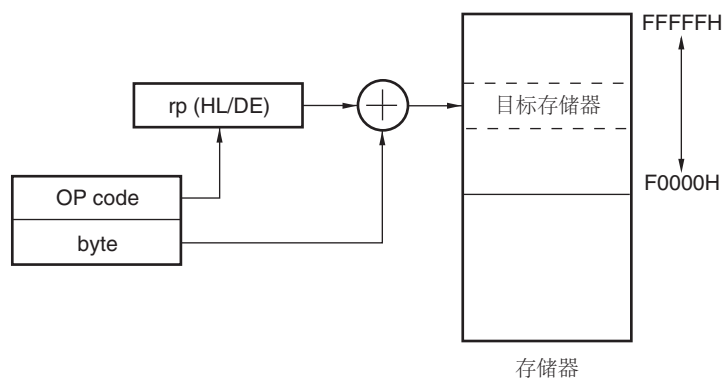 FFFFFH
rp (HL/DE)
目标存储器
OP code
F0000H
byte
存储器